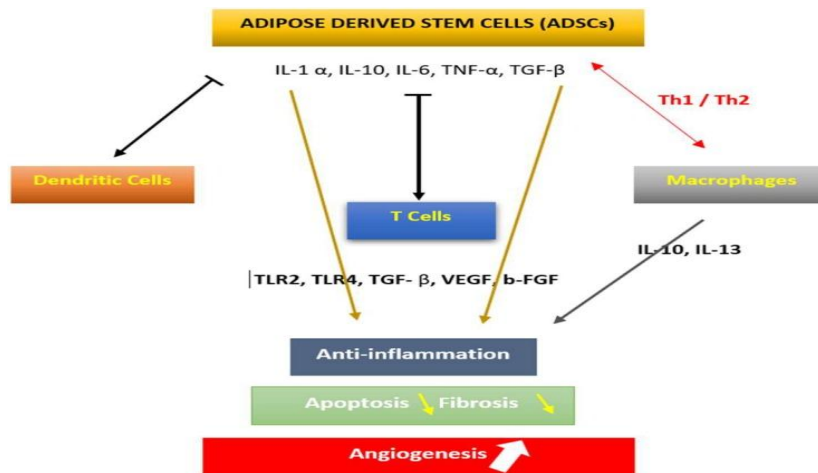 ADIPOSE DERIVED STEM CELLS (ADSCs)
IL-1 α, IL-10, IL-6, TNF-α, TGF-β
Th1 / Th2
Dendritic Cells
Macrophages
T Cells
IL-10, IL-13
TLR2, TLR4, TGF- β, VEGF, b-FGF
Anti-inflammation
Apoptosis Fibrosis
Angiogenesis